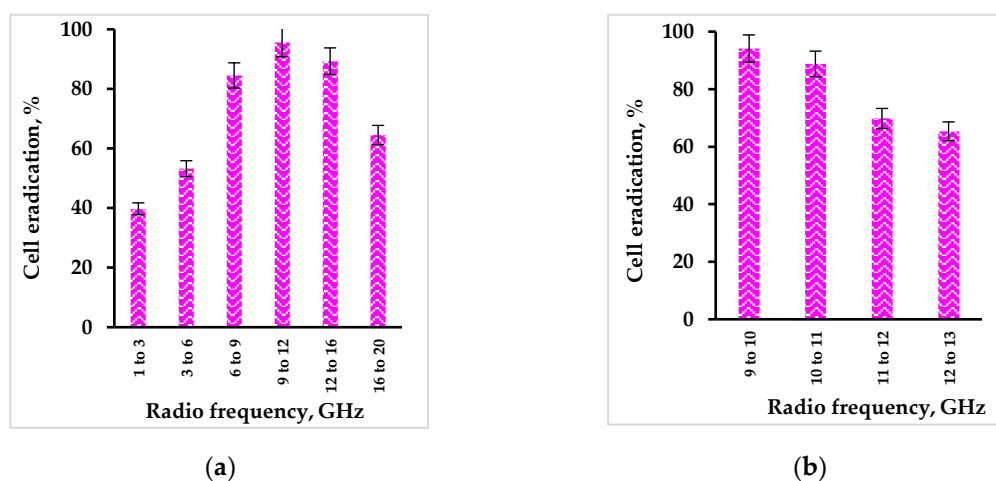 Cell eradication, %
100
80
60
40
20
0
1 to 3
3 to 6
6 to 9
9 to 12
12 to 16
16 to 20
Radio frequency, GHz
(a)
Cell eradication, %
100
80
60
40
20
0
9 to 10
10 to 11
11 to 12
12 to 13
Radio frequency, GHz
(b)